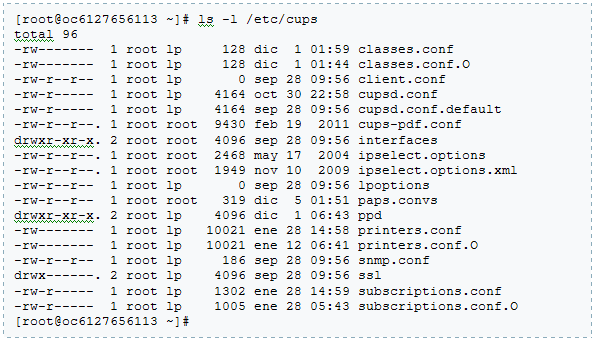 [root@oc6127656113 ~]# ls -l /etc/cups
total 96
-rw-------  1 root lp     128 dic  1 01:59 classes.conf
-rw-------  1 root lp     128 dic  1 01:44 classes.conf.O
-rw-r--r--  1 root lp       0 sep 28 09:56 client.conf
-rw-r-----  1 root lp    4164 oct 30 22:58 cupsd.conf
-rw-r-----  1 root lp    4164 sep 28 09:56 cupsd.conf.default
-rw-r--r--. 1 root root  9430 feb 19  2011 cups-pdf.conf
drwxr-xr-x. 2 root root  4096 sep 28 09:56 interfaces
-rw-r--r--. 1 root root  2468 may 17  2004 ipselect.options
-rw-r--r--. 1 root root  1949 nov 10  2009 ipselect.options.xml
-rw-r--r--  1 root lp       0 sep 28 09:56 lpoptions
-rw-r--r--  1 root root   319 dic  5 01:51 paps.convs
drwxr-xr-x. 2 root lp    4096 dic  1 06:43 ppd
-rw-------  1 root lp   10021 ene 28 14:58 printers.conf
-rw-------  1 root lp   10021 ene 12 06:41 printers.conf.O
-rw-r--r--  1 root lp     186 sep 28 09:56 snmp.conf
drwx------. 2 root lp    4096 sep 28 09:56 ssl
-rw-r-----  1 root lp    1302 ene 28 14:59 subscriptions.conf
-rw-r-----  1 root lp    1005 ene 28 05:43 subscriptions.conf.O
[root@oc6127656113 ~]#